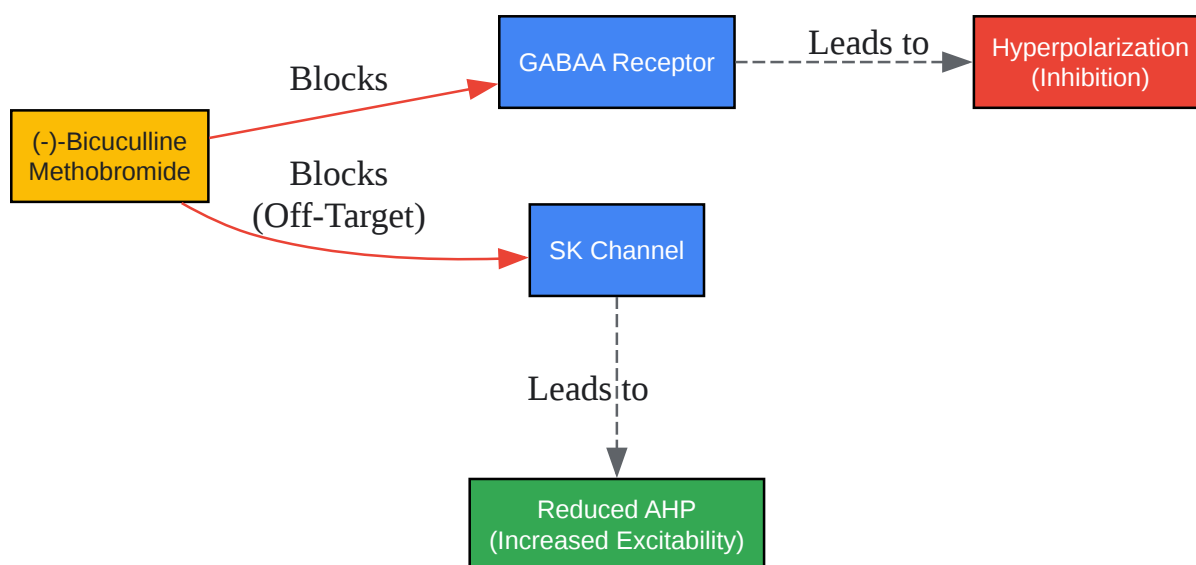 (-)-Bicuculline
Methobromide
Blocks
GABAA Receptor
Leads to
Hyperpolarization
(Inhibition)
Blocks
(Off-Target)
SK Channel
Leads to
Reduced AHP
(Increased Excitability)